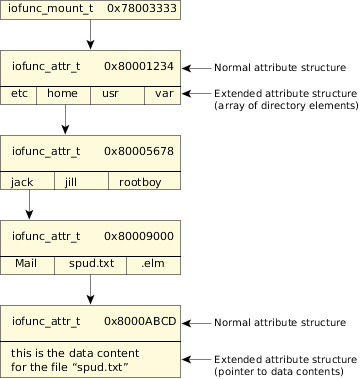 iofunc_mount_t 0x78003333
iofunc_attr_t 0x80001234
Normal attribute structure
etc home usr var
Extended attribute structure
(array of directory elements)
iofunc_attr_t 0x80005678
jack jill rootboy
iofunc_attr_t 0x80009000
Mail spud.txt .elm
iofunc_attr_t 0x8000ABCD
Normal attribute structure
this is the data content
for the file “spud.txt”
Extended attribute structure
(pointer to data contents)